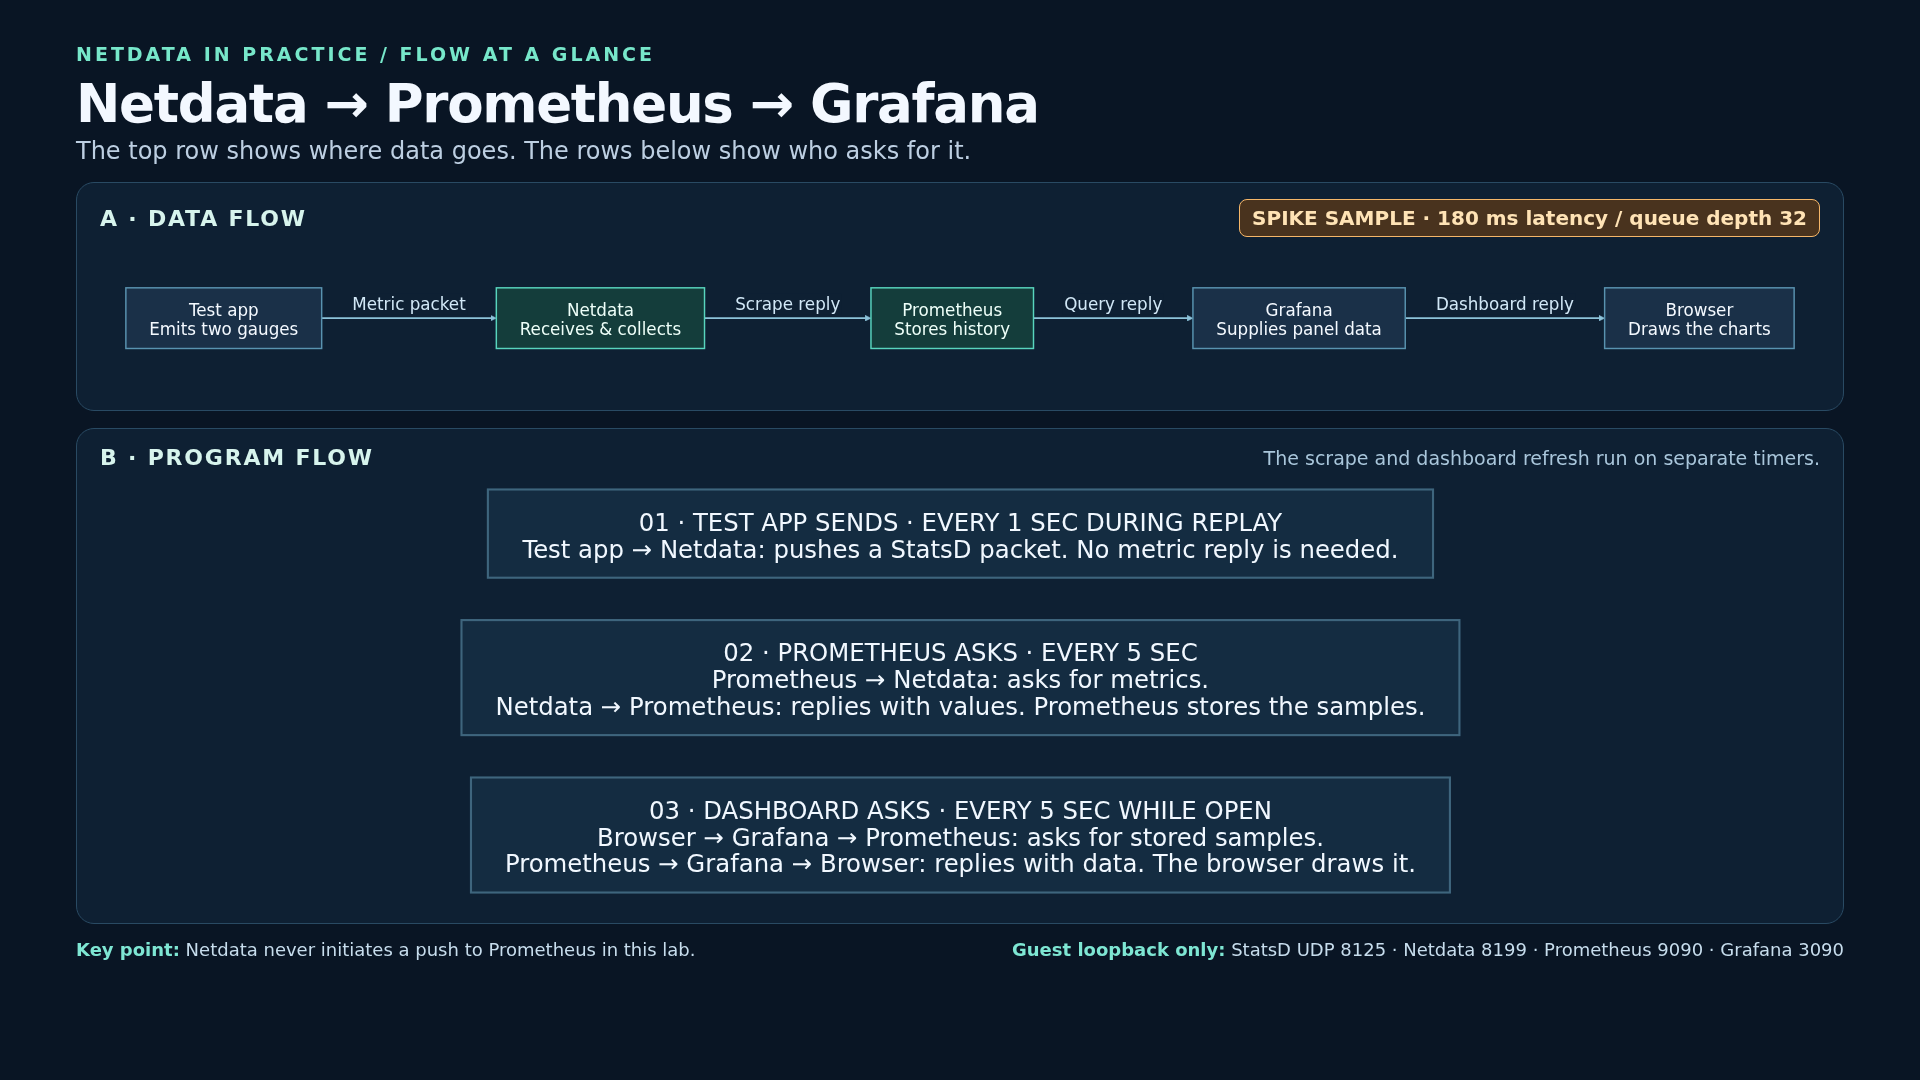 NETDATA IN PRACTICE / FLOW AT A GLANCE
Netdata → Prometheus → Grafana
The top row shows where data goes. The rows below show who asks for it.
A · DATA FLOW
SPIKE SAMPLE · 180 ms latency / queue depth 32
Test app
Emits two gauges
Metric packet
Netdata
Receives & collects
Scrape reply
Prometheus
Stores history
Query reply
Grafana
Supplies panel data
Dashboard reply
Browser
Draws the charts
B · PROGRAM FLOW
The scrape and dashboard refresh run on separate timers.
01 · TEST APP SENDS · EVERY 1 SEC DURING REPLAY
Test app → Netdata: pushes a StatsD packet. No metric reply is needed.
02 · PROMETHEUS ASKS · EVERY 5 SEC
Prometheus → Netdata: asks for metrics.
Netdata → Prometheus: replies with values. Prometheus stores the samples.
03 · DASHBOARD ASKS · EVERY 5 SEC WHILE OPEN
Browser → Grafana → Prometheus: asks for stored samples.
Prometheus → Grafana → Browser: replies with data. The browser draws it.
Key point: Netdata never initiates a push to Prometheus in this lab.
Guest loopback only: StatsD UDP 8125 · Netdata 8199 · Prometheus 9090 · Grafana 3090